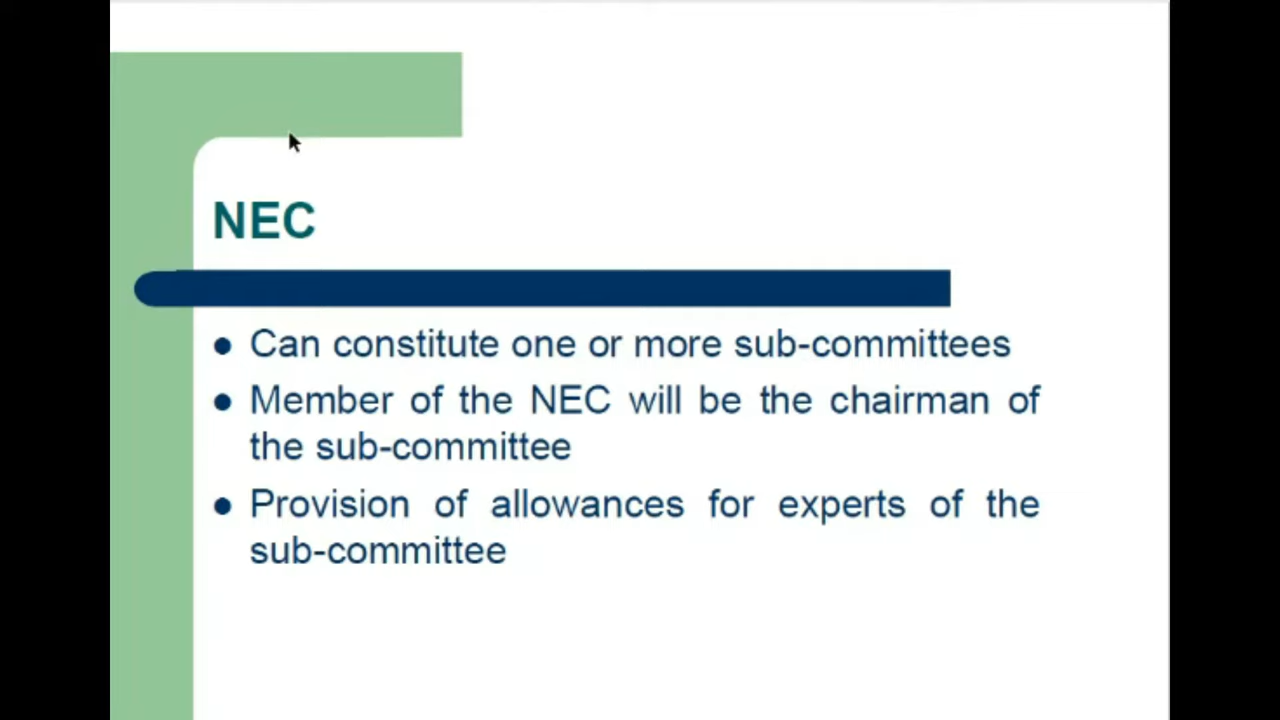 NEC
Can constitute one or more sub-committees
Member of the NEC will be the chairman of
the sub-committee
Provision of allowances for experts of the
sub-committee